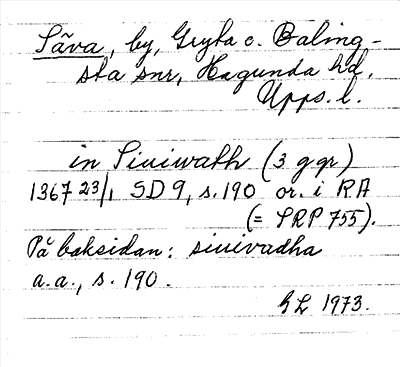 Sãva, by, Gryta o. Baling-
sta snr, Hagunda hd,
Upps. l.
in Siuiwath (3 ggr)
1367 23/1 SD 9, s. 190 or. i RA
(= SRP 755).
På baksidan: siuivadha
a.a., s. 190.
GL 1973.